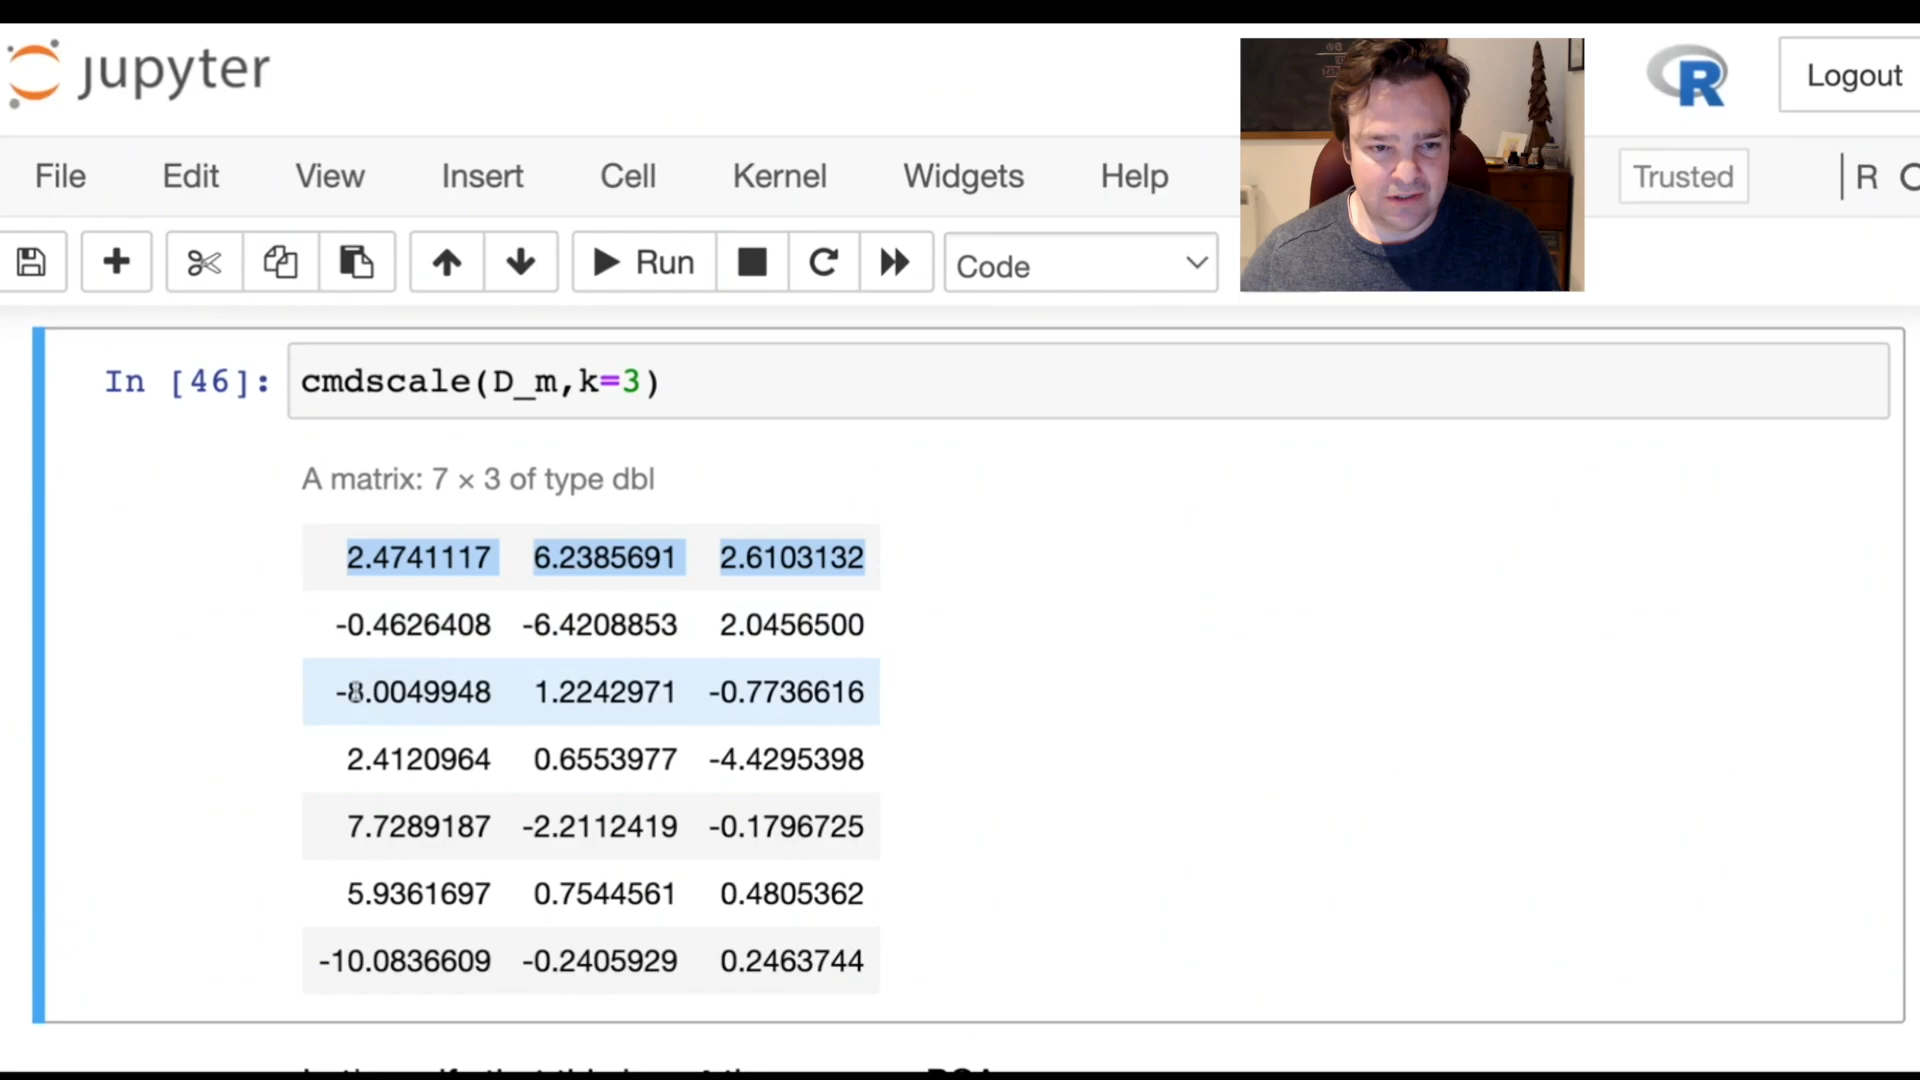 jupyter
R
Logout
File Edit View Insert Cell Kernel Widgets Help
Trusted
R
Run
Code
In [46]:
cmdscale(D_m,k=3)
A matrix: 7 × 3 of type dbl
2.4741117 6.2385691 2.6103132
-0.4626408 -6.4208853 2.0456500
-8.0049948 1.2242971 -0.7736616
2.4120964 0.6553977 -4.4295398
7.7289187 -2.2112419 -0.1796725
5.9361697 0.7544561 0.4805362
-10.0836609 -0.2405929 0.2463744